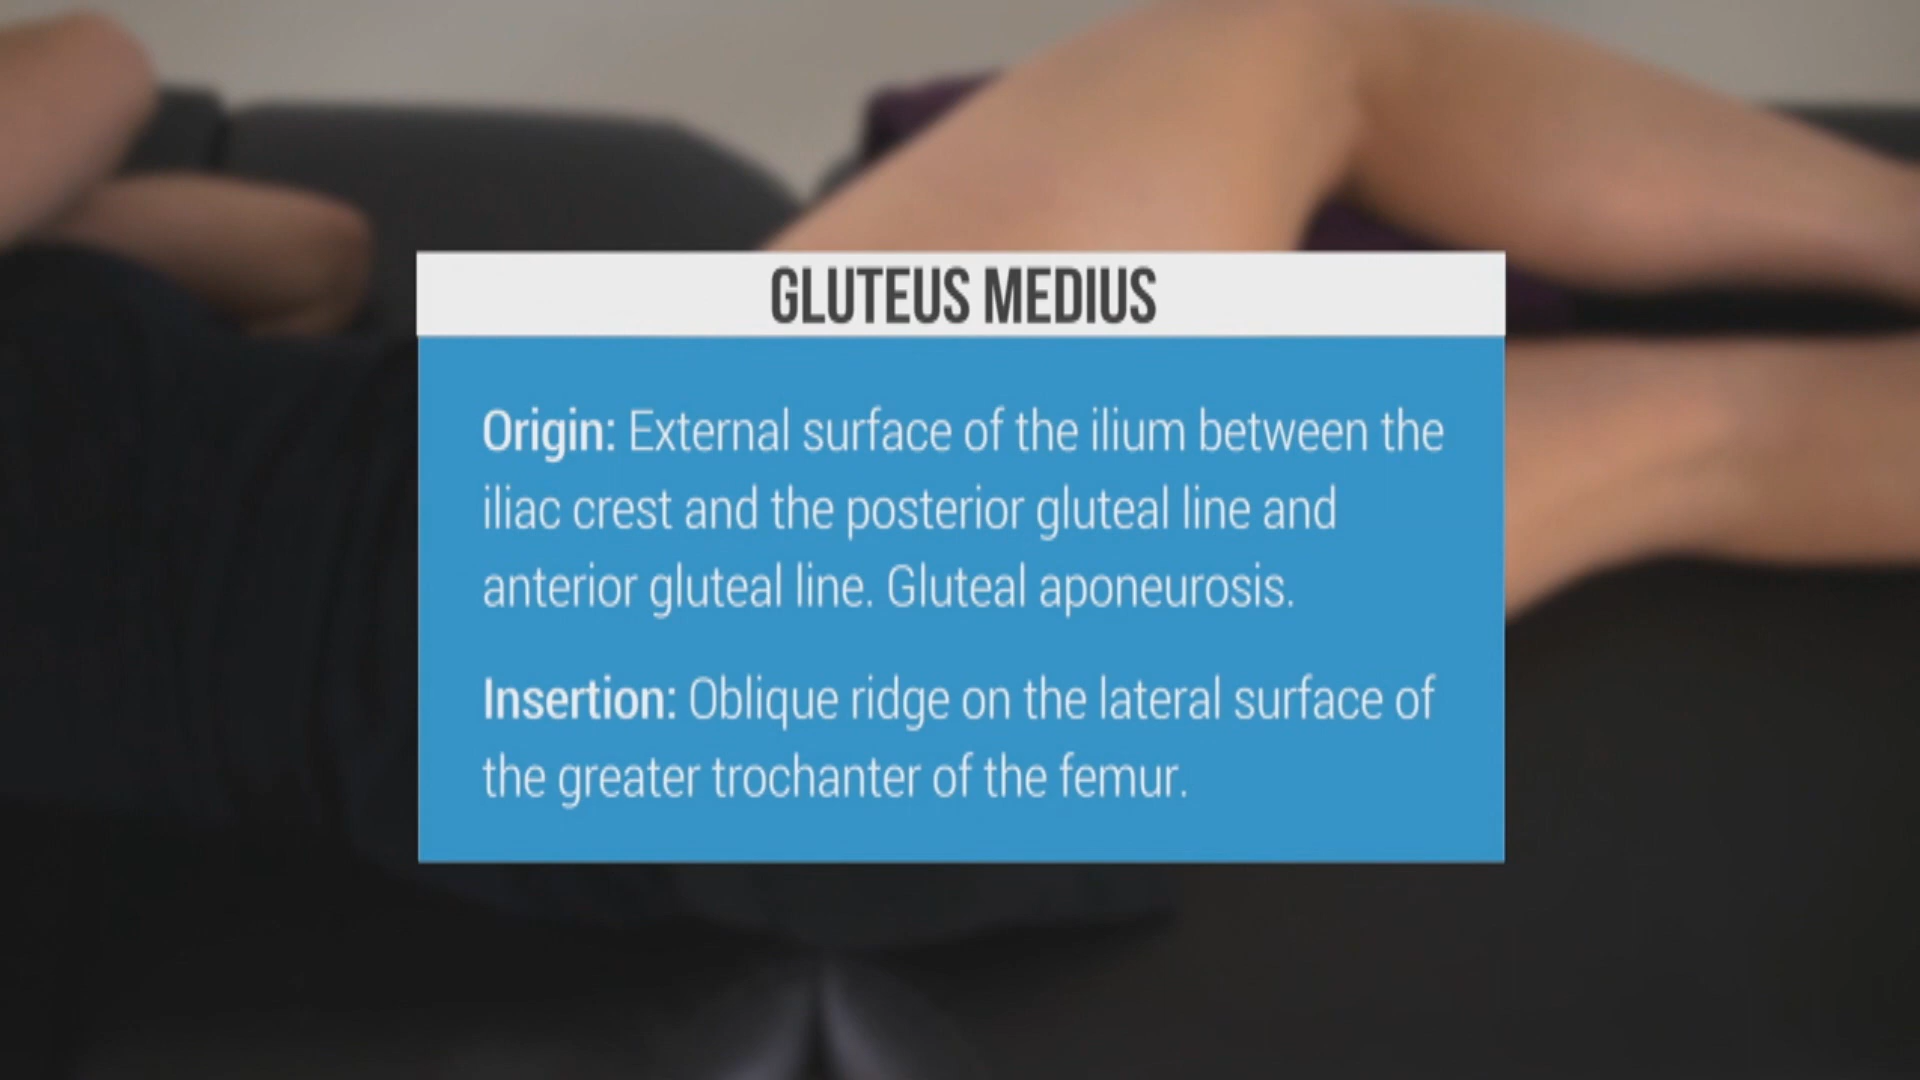 GLUTEUS MEDIUS
Origin: External surface of the ilium between the
iliac crest and the posterior gluteal line and
anterior gluteal line. Gluteal aponeurosis.
Insertion: Oblique ridge on the lateral surface of
the greater trochanter of the femur.